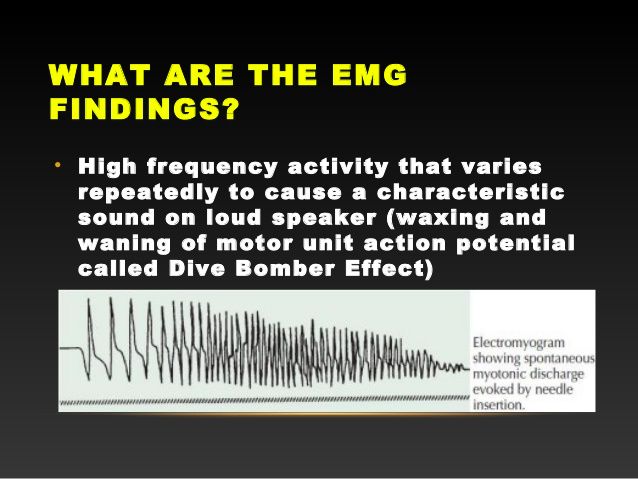 WHAT ARE THE EMG
FINDINGS?
• High frequency activity that varies
repeatedly to cause a characteristic
sound on loud speaker (waxing and
waning of motor unit action potential
called Dive Bomber Effect)
Electromyogram
showing spontaneous
myotonic discharge
evoked by needle
insertion.